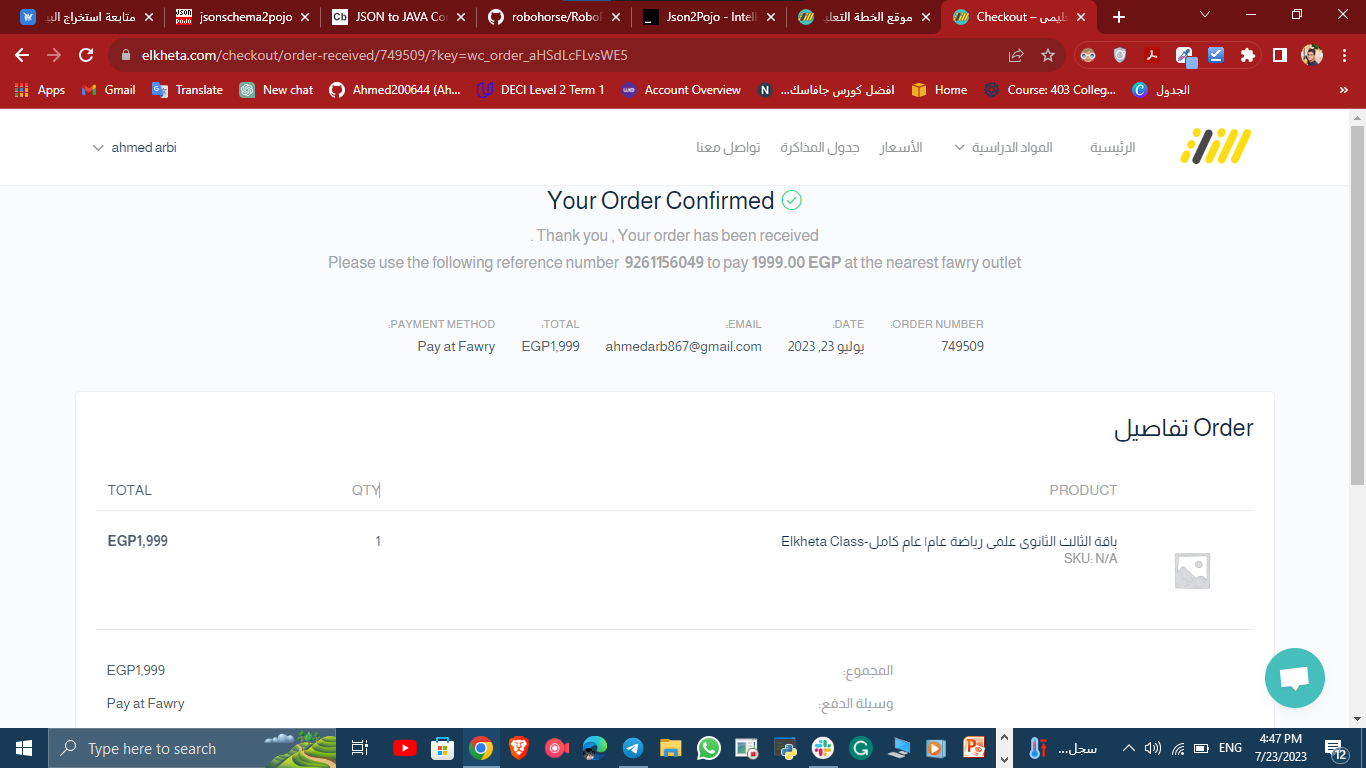 متابعة استخراج البي
jsonschema2pojo
JSON to JAVA Co
robohorse/Robol
Json2Pojo - Intell
موقع الخطة التعلي
Checkout – عليمى
elkheta.com/checkout/order-received/749509/?key=wc_order_aHSdLcFLvsWE5
Apps
Gmail
Translate
New chat
Ahmed200644 (Ah...
DECI Level 2 Term 1
Account Overview
افضل كورس جافاسك...
Home
Course: 403 Colleg...
الجدول
»
الرئيسية
المواد الدراسية
الأسعار
جدول المذاكرة
تواصل معنا
ahmed arbi
Your Order Confirmed
. Thank you , Your order has been received
Please use the following reference number 9261156049 to pay 1999.00 EGP at the nearest fawry outlet
:PAYMENT METHOD :TOTAL :EMAIL :DATE :ORDER NUMBER
Pay at Fawry EGP1,999 ahmedarb867@gmail.com يوليو 23, 2023 749509
تفاصيل Order
TOTAL QTY PRODUCT
EGP1,999 1 باقة الثالث الثانوى علمى رياضة عام| عام كامل-Elkheta Class
SKU: N/A
EGP1,999 المجموع:
Pay at Fawry وسيلة الدفع:
Type here to search
سجل...
ENG
4:47 PM
7/23/2023
12